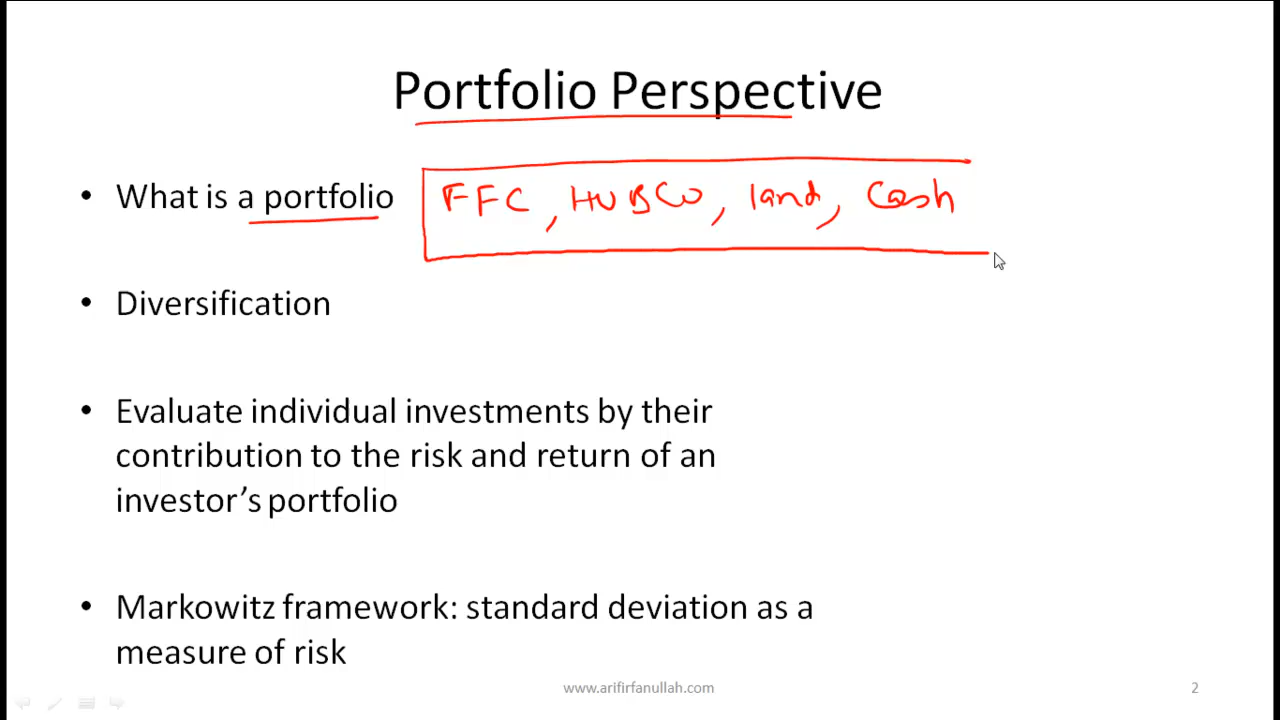 Portfolio Perspective
• What is a portfolio FFC, HUBCO, land, Cash
• Diversification
• Evaluate individual investments by their
contribution to the risk and return of an
investor's portfolio
• Markowitz framework: standard deviation as a
measure of risk
www.arifirfanullah.com 2